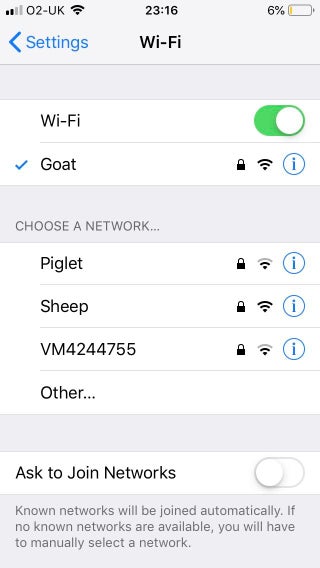 O2-UK 23:16 6%
Settings Wi-Fi
Wi-Fi
Goat
CHOOSE A NETWORK...
Piglet
Sheep
VM4244755
Other...
Ask to Join Networks
Known networks will be joined automatically. If
no known networks are available, you will have
to manually select a network.